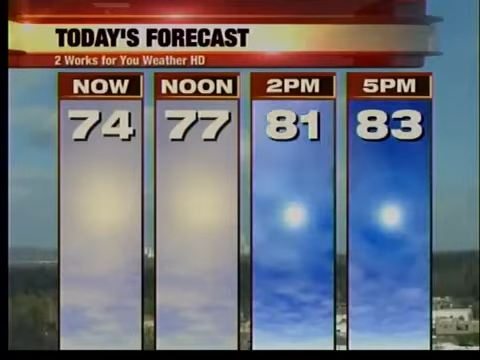 TODAY'S FORECAST
2 Works for You Weather HD
NOW NOON 2PM 5PM
74 77 81 83